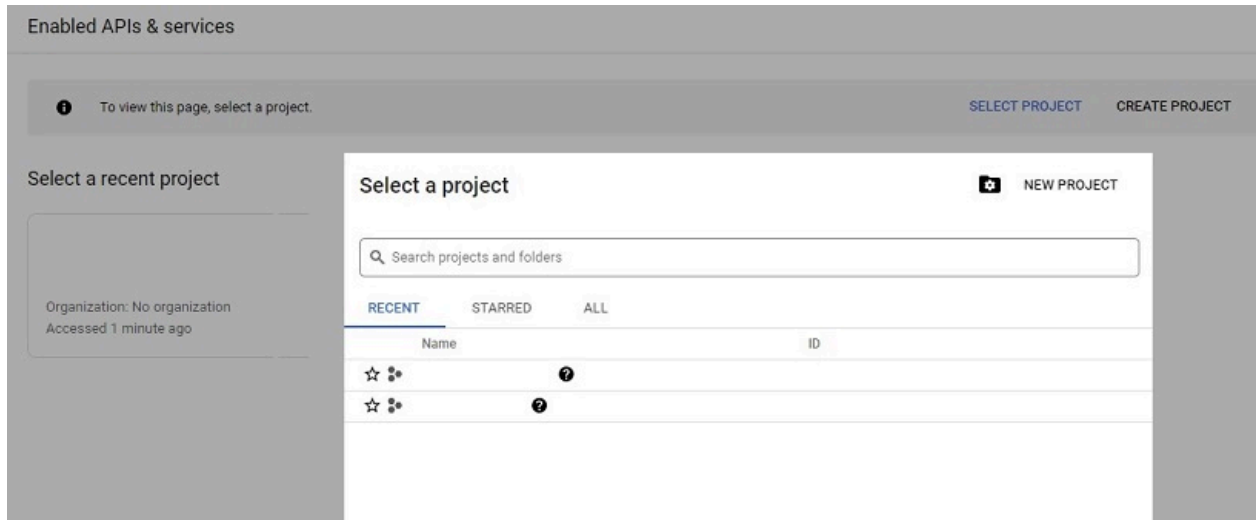 Enabled APIs & services
To view this page, select a project.
SELECT PROJECT
CREATE PROJECT
Select a recent project
Organization: No organization
Accessed 1 minute ago
Select a project
NEW PROJECT
Search projects and folders
RECENT
STARRED
ALL
Name
ID